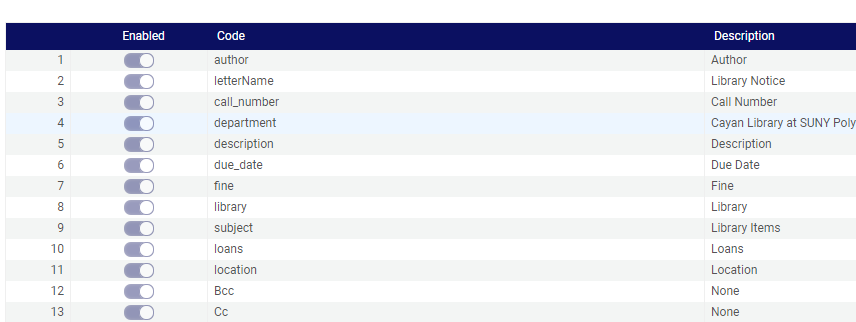 Enabled Code Description
1 author Author
2 letterName Library Notice
3 call_number Call Number
4 department Cayan Library at SUNY Poly
5 description Description
6 due_date Due Date
7 fine Fine
8 library Library
9 subject Library Items
10 loans Loans
11 location Location
12 Bcc None
13 Cc None